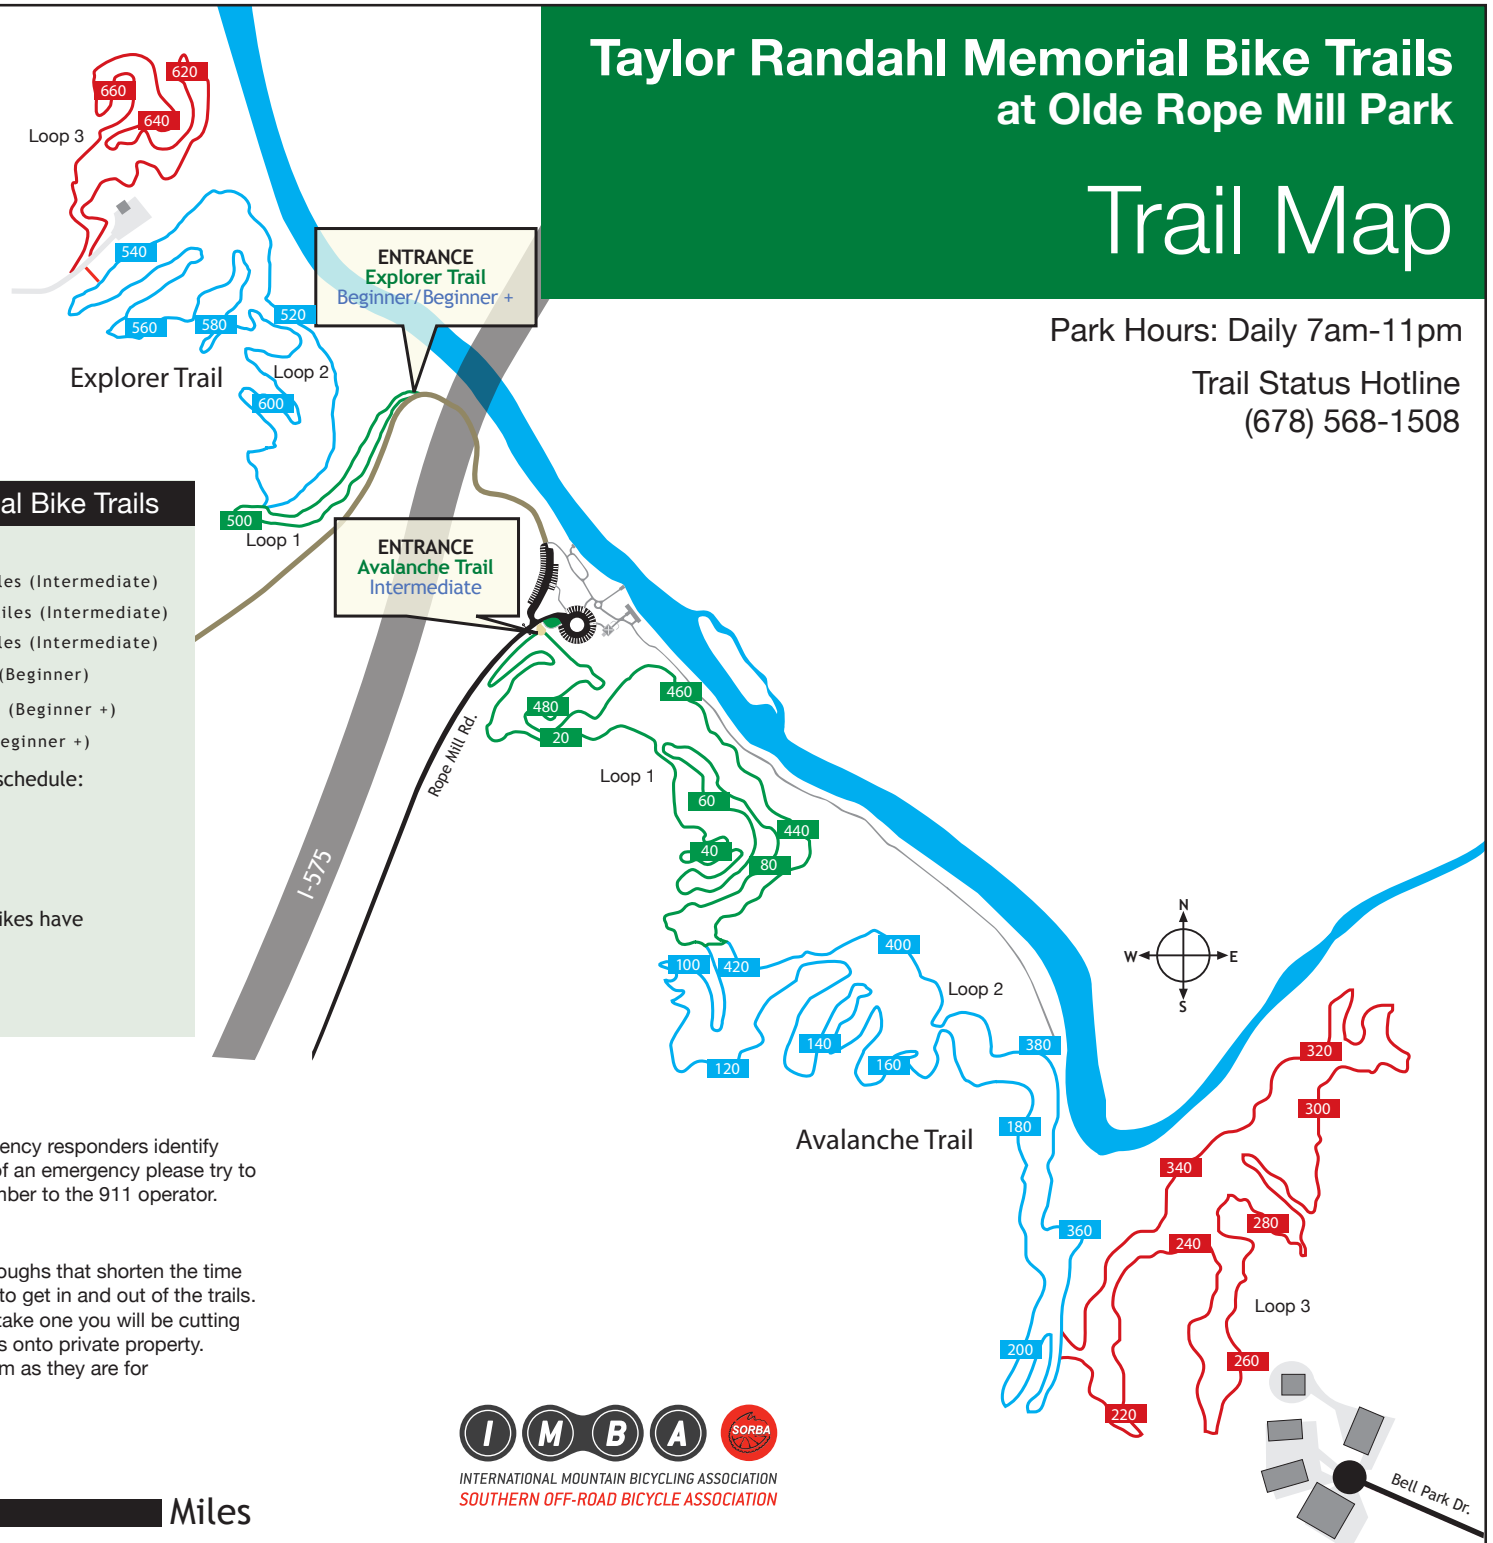 Taylor Randahl Memorial Bike Trails
at Olde Rope Mill Park
Trail Map
Park Hours: Daily 7am-11pm
Trail Status Hotline
(678) 568-1508
620
660
640
Loop 3
540
560
580
520
Loop 2
600
Explorer Trail
500
Loop 1
ENTRANCE
Explorer Trail
Beginner/Beginner +
ENTRANCE
Avalanche Trail
Intermediate
al Bike Trails
les (Intermediate)
iles (Intermediate)
les (Intermediate)
(Beginner)
(Beginner +)
eginner +)
schedule:
ikes have
I-575
Rope Mill Rd.
480
20
460
Loop 1
60
40
440
80
100
420
400
Loop 2
120
140
160
380
180
Avalanche Trail
200
360
N
W
E
S
320
300
340
280
240
Loop 3
260
220
Bell Park Dr.
ency responders identify
of an emergency please try to
mber to the 911 operator.
oughs that shorten the time
to get in and out of the trails.
take one you will be cutting
s onto private property.
m as they are for
Miles
IMBA
SORBA
INTERNATIONAL MOUNTAIN BICYCLING ASSOCIATION
SOUTHERN OFF-ROAD BICYCLE ASSOCIATION